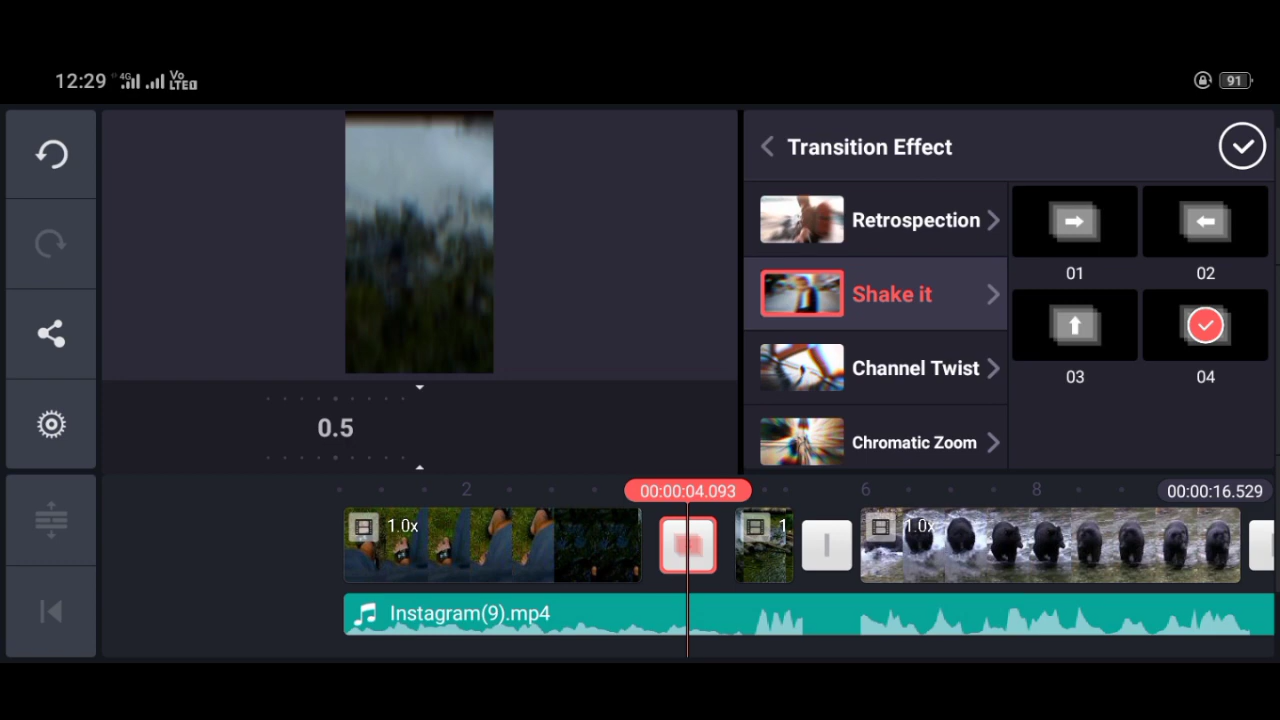 12:29 4G Vo LTE 91
Transition Effect
Retrospection
Shake it
Channel Twist
Chromatic Zoom
01
02
03
04
0.5
2
00:00:04.093
6
8
00:00:16.529
1.0x
1
1.0x
Instagram(9).mp4